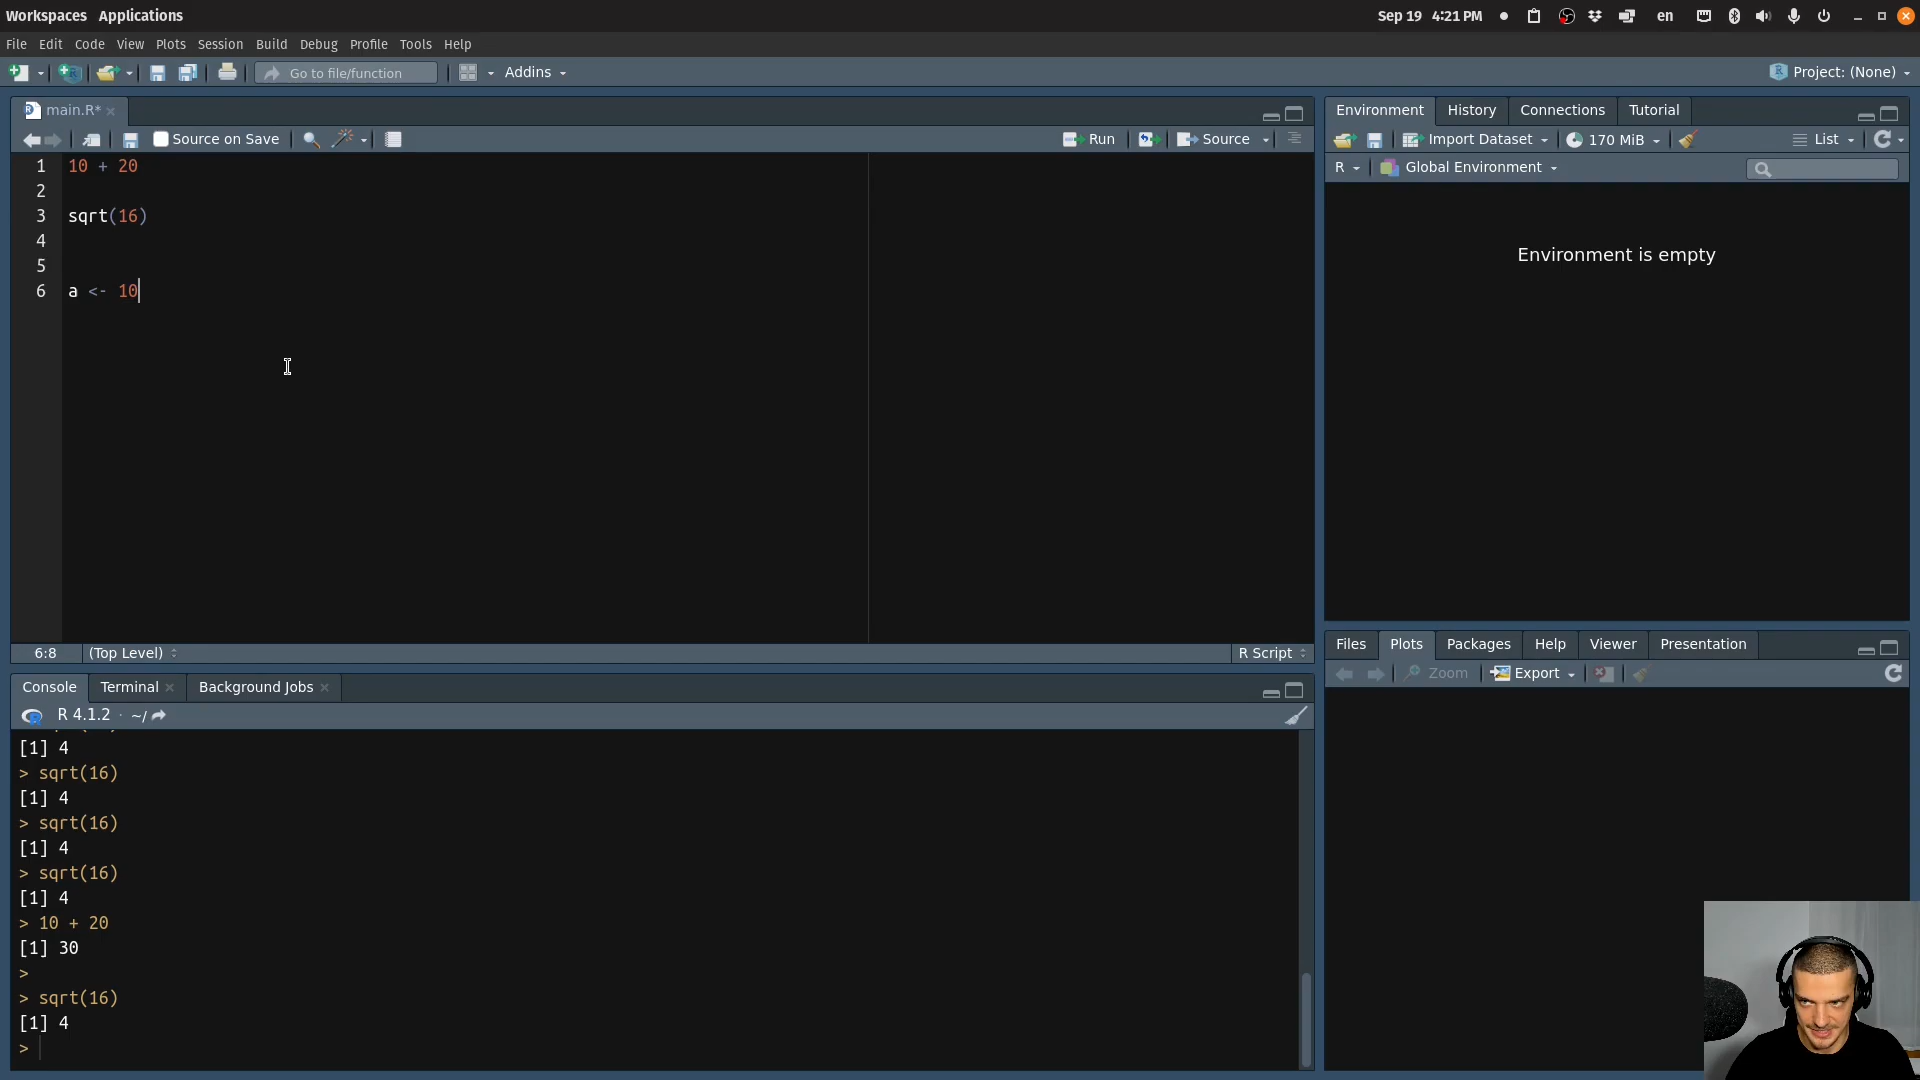 Workspaces Applications Sep 19 4:21 PM en
File Edit Code View Plots Session Build Debug Profile Tools Help
Go to file/function Addins Project: (None)
main.R*
Source on Save Run Source
1 10 + 20
2
3 sqrt(16)
4
5
6 a <- 10
6:8 (Top Level) R Script
Console Terminal Background Jobs
R 4.1.2 · ~/
[1] 4
> sqrt(16)
[1] 4
> sqrt(16)
[1] 4
> sqrt(16)
[1] 4
> 10 + 20
[1] 30
>
> sqrt(16)
[1] 4
>
Environment History Connections Tutorial
Import Dataset 170 MiB List
R Global Environment
Environment is empty
Files Plots Packages Help Viewer Presentation
Zoom Export